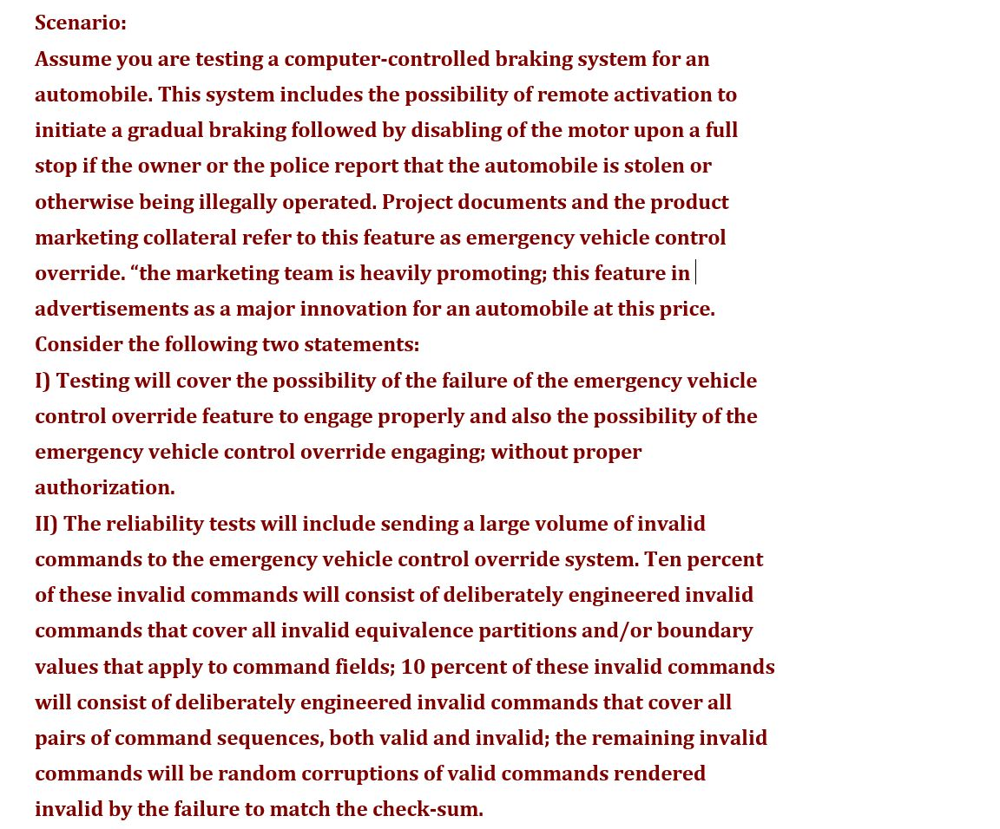 Scenario:
Assume you are testing a computer-controlled braking system for an
automobile. This system includes the possibility of remote activation to
initiate a gradual braking followed by disabling of the motor upon a full
stop if the owner or the police report that the automobile is stolen or
otherwise being illegally operated. Project documents and the product
marketing collateral refer to this feature as emergency vehicle control
override. “the marketing team is heavily promoting; this feature in
advertisements as a major innovation for an automobile at this price.
Consider the following two statements:
I) Testing will cover the possibility of the failure of the emergency vehicle
control override feature to engage properly and also the possibility of the
emergency vehicle control override engaging; without proper
authorization.
II) The reliability tests will include sending a large volume of invalid
commands to the emergency vehicle control override system. Ten percent
of these invalid commands will consist of deliberately engineered invalid
commands that cover all invalid equivalence partitions and/or boundary
values that apply to command fields; 10 percent of these invalid commands
will consist of deliberately engineered invalid commands that cover all
pairs of command sequences, both valid and invalid; the remaining invalid
commands will be random corruptions of valid commands rendered
invalid by the failure to match the check-sum.